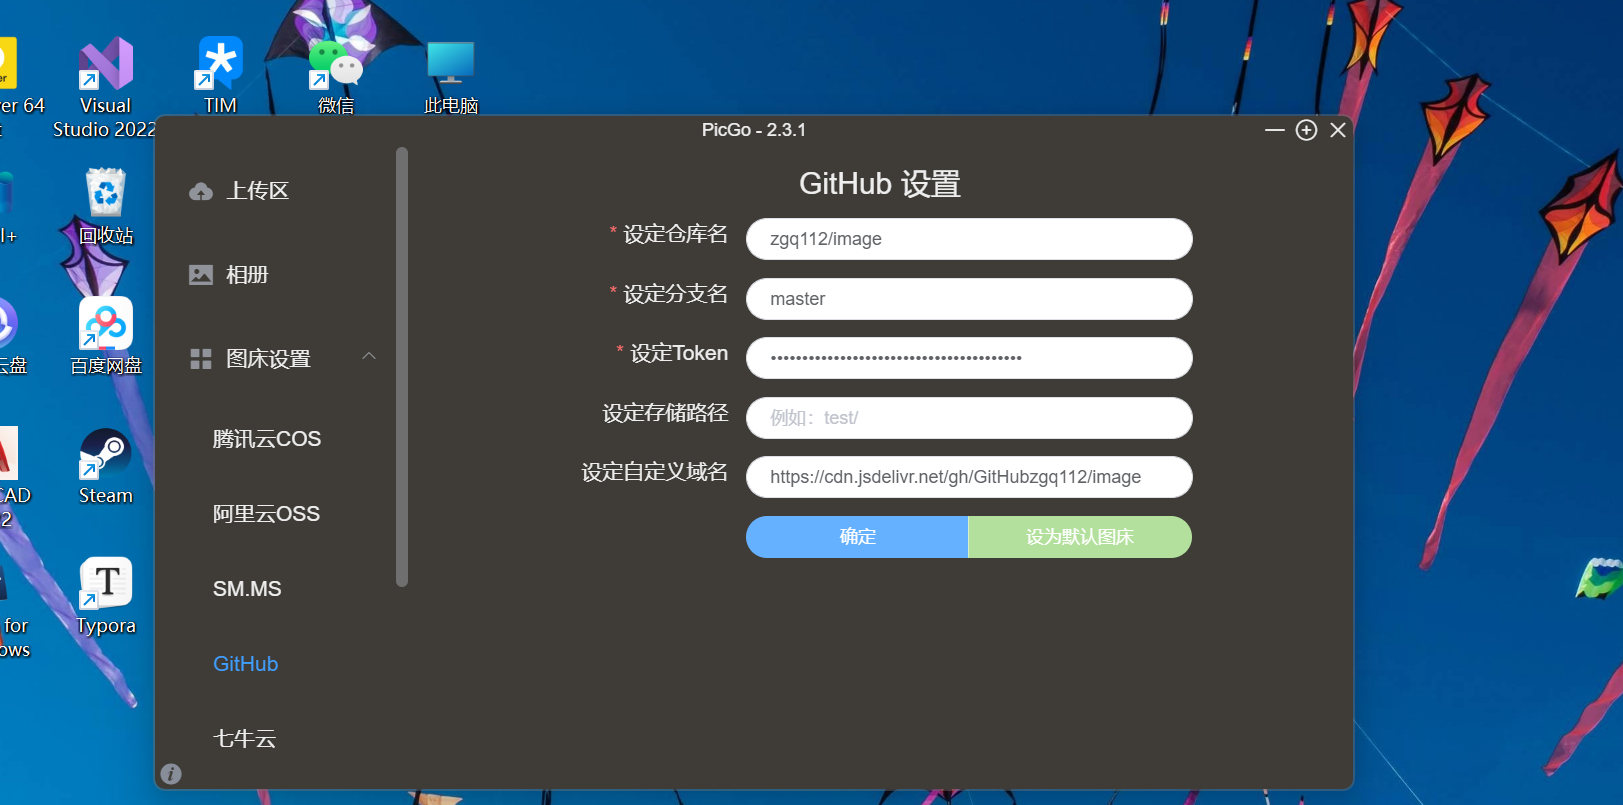 er 64
Visual
Studio 2022
TIM
微信
此电脑
PicGo - 2.3.1
上传区
GitHub 设置
* 设定仓库名
zgq112/image
回收站
相册
* 设定分支名
master
图床设置
* 设定Token
••••••••••••••••••••••••••••••••••••••••
云盘
百度网盘
设定存储路径
例如：test/
腾讯云COS
设定自定义域名
https://cdn.jsdelivr.net/gh/GitHubzgq112/image
CAD
2
Steam
阿里云OSS
确定
设为默认图床
SM.MS
for
ows
Typora
GitHub
七牛云